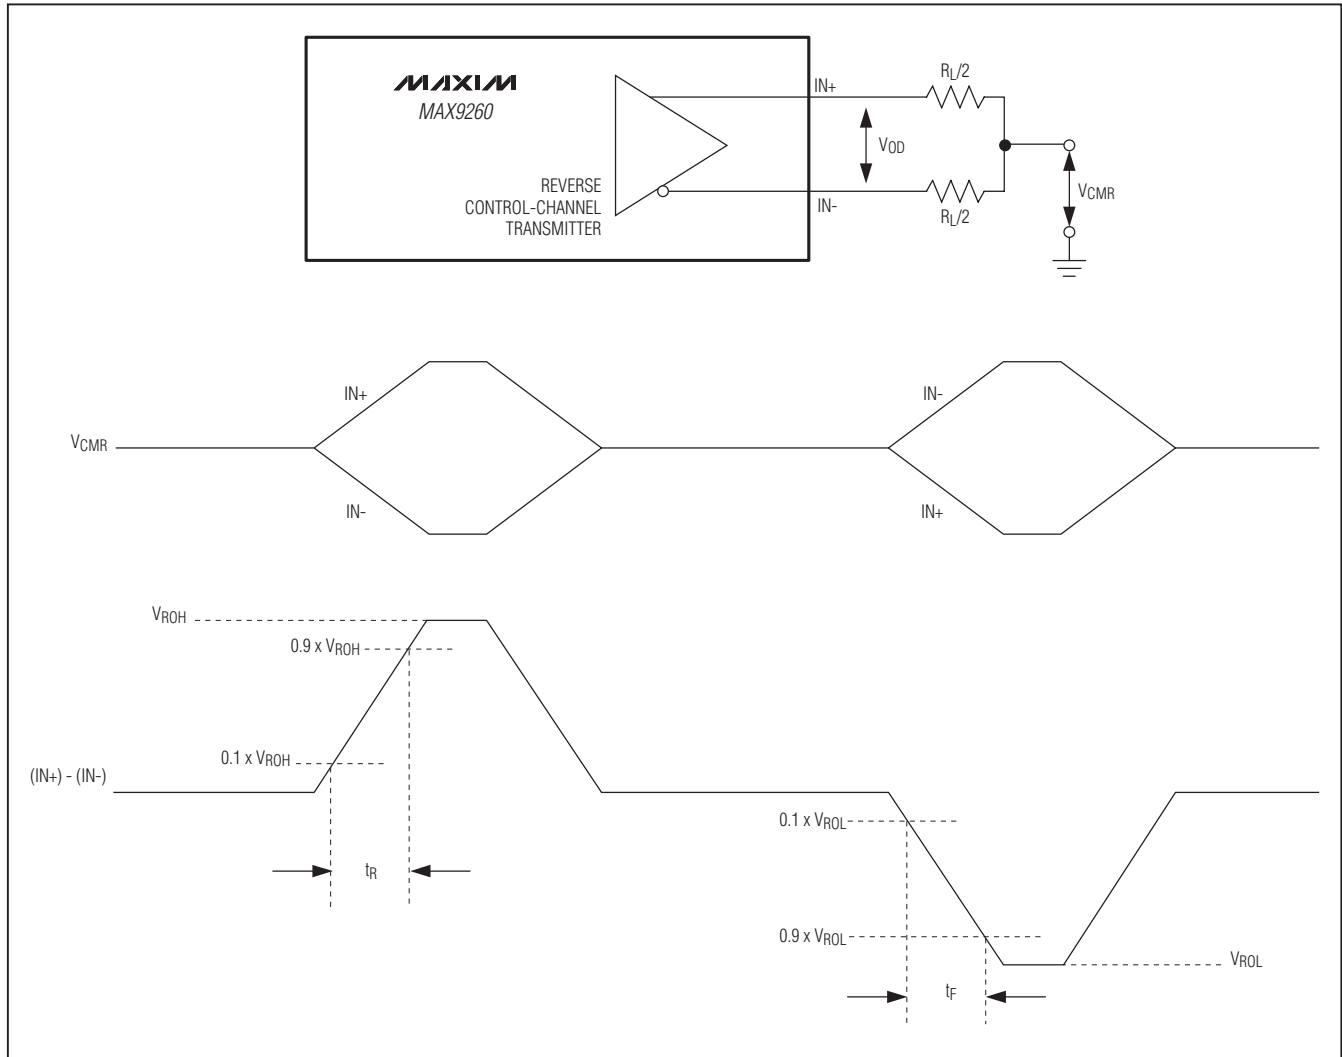 MAXIM
MAX9260
REVERSE
CONTROL-CHANNEL
TRANSMITTER
IN+
IN-
VOD
RL/2
RL/2
VCMR
IN+
IN-
VCMR
IN-
IN+
VROH
0.9 x VROH
0.1 x VROH
(IN+) - (IN-)
tR
0.1 x VROL
0.9 x VROL
VROL
tF